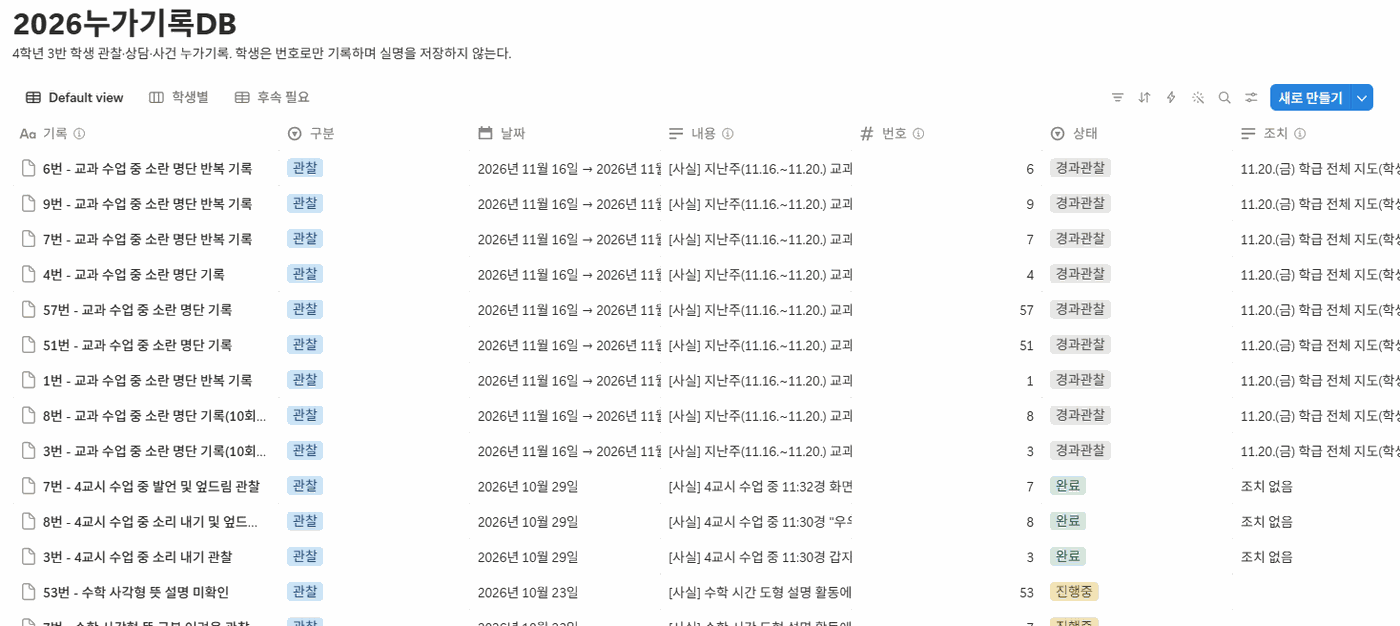 2026누가기록DB
4학년 3반 학생 관찰·상담·사건 누가기록. 학생은 번호로만 기록하며 실명을 저장하지 않는다.
Default view 학생별 후속 필요 새로 만들기
Aa 기록 구분 날짜 내용 # 번호 상태 조치
6번 - 교과 수업 중 소란 명단 반복 기록 관찰 2026년 11월 16일 → 2026년 11월 [사실] 지난주(11.16.~11.20.) 교과 6 경과관찰 11.20.(금) 학급 전체 지도(학생
9번 - 교과 수업 중 소란 명단 반복 기록 관찰 2026년 11월 16일 → 2026년 11월 [사실] 지난주(11.16.~11.20.) 교과 9 경과관찰 11.20.(금) 학급 전체 지도(학생
7번 - 교과 수업 중 소란 명단 반복 기록 관찰 2026년 11월 16일 → 2026년 11월 [사실] 지난주(11.16.~11.20.) 교과 7 경과관찰 11.20.(금) 학급 전체 지도(학생
4번 - 교과 수업 중 소란 명단 기록 관찰 2026년 11월 16일 → 2026년 11월 [사실] 지난주(11.16.~11.20.) 교과 4 경과관찰 11.20.(금) 학급 전체 지도(학생
57번 - 교과 수업 중 소란 명단 기록 관찰 2026년 11월 16일 → 2026년 11월 [사실] 지난주(11.16.~11.20.) 교과 57 경과관찰 11.20.(금) 학급 전체 지도(학생
51번 - 교과 수업 중 소란 명단 기록 관찰 2026년 11월 16일 → 2026년 11월 [사실] 지난주(11.16.~11.20.) 교과 51 경과관찰 11.20.(금) 학급 전체 지도(학생
1번 - 교과 수업 중 소란 명단 반복 기록 관찰 2026년 11월 16일 → 2026년 11월 [사실] 지난주(11.16.~11.20.) 교과 1 경과관찰 11.20.(금) 학급 전체 지도(학생
8번 - 교과 수업 중 소란 명단 기록(10회... 관찰 2026년 11월 16일 → 2026년 11월 [사실] 지난주(11.16.~11.20.) 교과 8 경과관찰 11.20.(금) 학급 전체 지도(학생
3번 - 교과 수업 중 소란 명단 기록(10회... 관찰 2026년 11월 16일 → 2026년 11월 [사실] 지난주(11.16.~11.20.) 교과 3 경과관찰 11.20.(금) 학급 전체 지도(학생
7번 - 4교시 수업 중 발언 및 엎드림 관찰 관찰 2026년 10월 29일 [사실] 4교시 수업 중 11:32경 화면 7 완료 조치 없음
8번 - 4교시 수업 중 소리 내기 및 엎드... 관찰 2026년 10월 29일 [사실] 4교시 수업 중 11:30경 "우우 8 완료 조치 없음
3번 - 4교시 수업 중 소리 내기 관찰 관찰 2026년 10월 29일 [사실] 4교시 수업 중 11:30경 갑지 3 완료 조치 없음
53번 - 수학 사각형 뜻 설명 미확인 관찰 2026년 10월 23일 [사실] 수학 시간 도형 설명 활동에 53 진행중